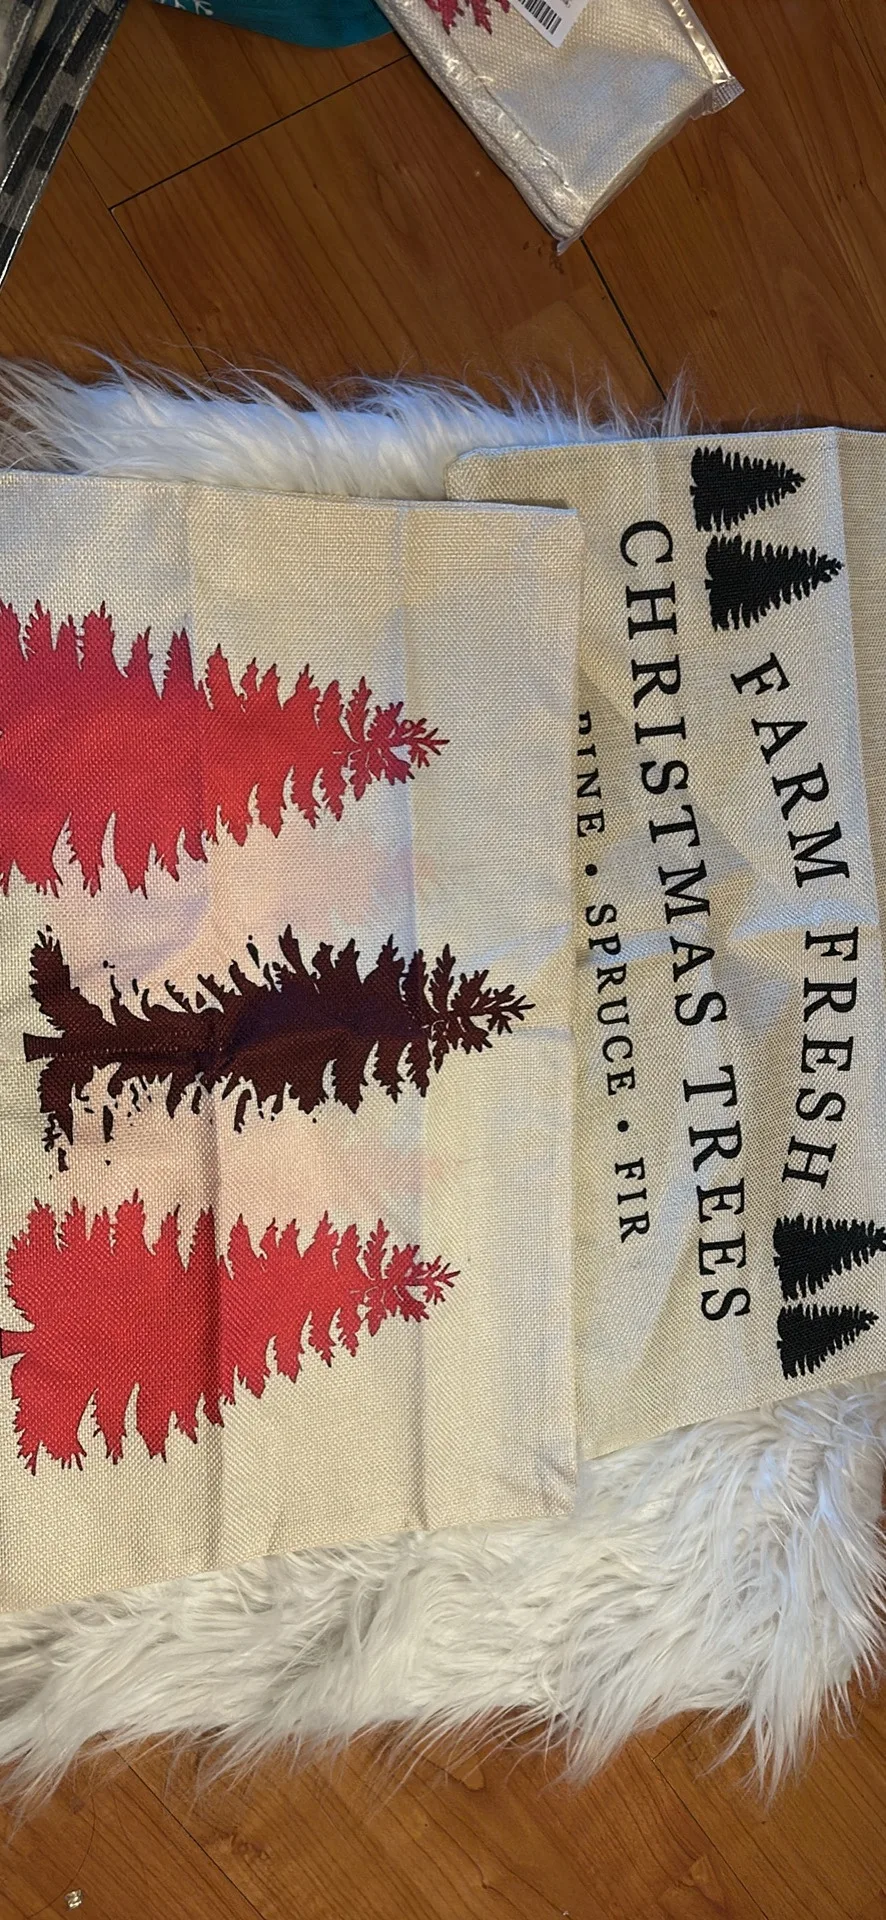 FARM FRESH
CHRISTMAS TREES
PINE • SPRUCE • FIR